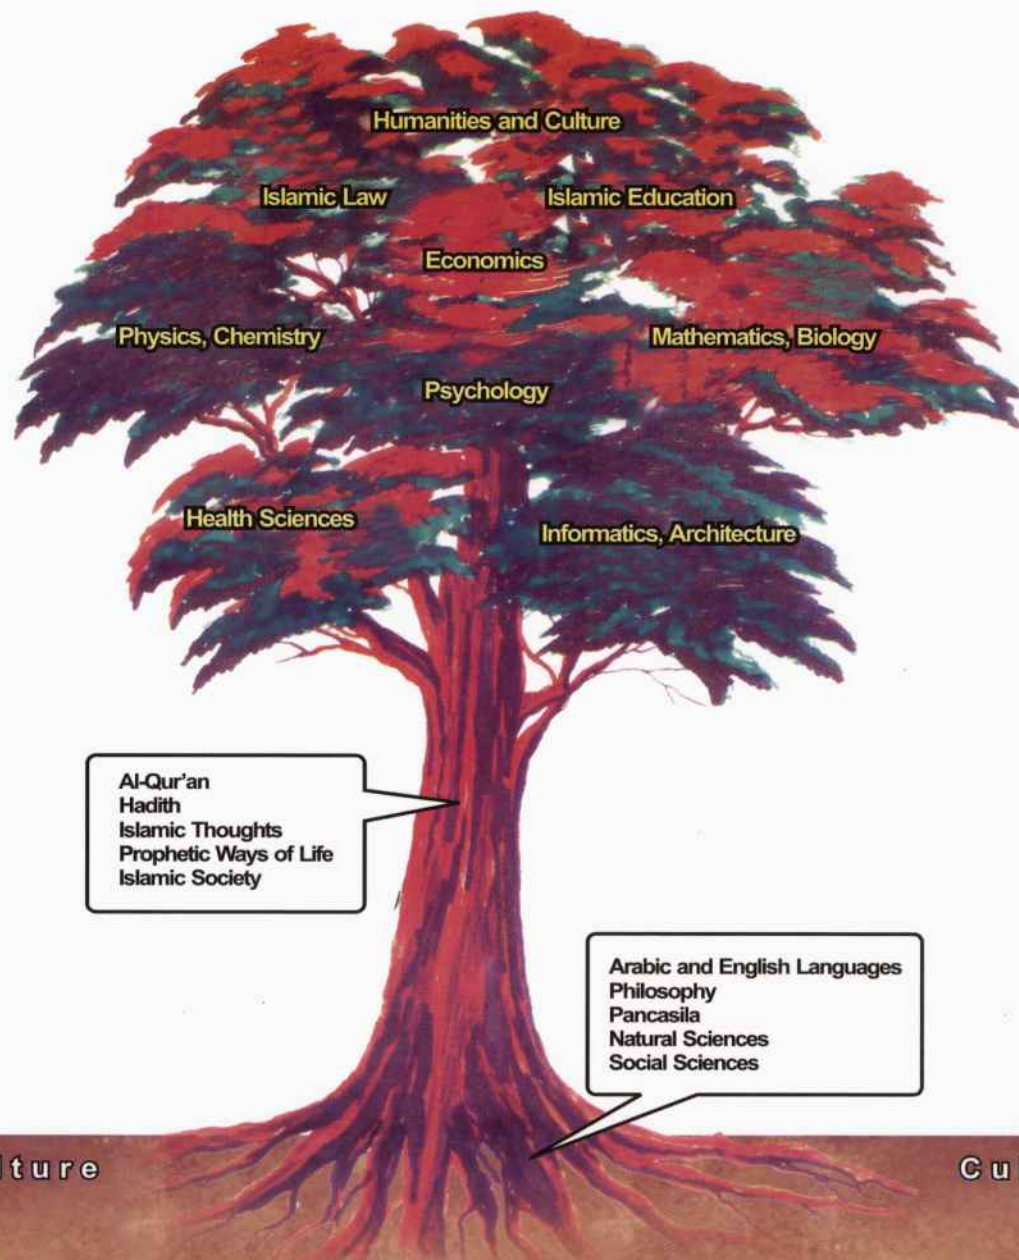 Humanities and Culture
Islamic Law
Islamic Education
Economics
Physics, Chemistry
Mathematics, Biology
Psychology
Health Sciences
Informatics, Architecture
Al-Qur'an
Hadith
Islamic Thoughts
Prophetic Ways of Life
Islamic Society
Arabic and English Languages
Philosophy
Pancasila
Natural Sciences
Social Sciences
lture
Cul